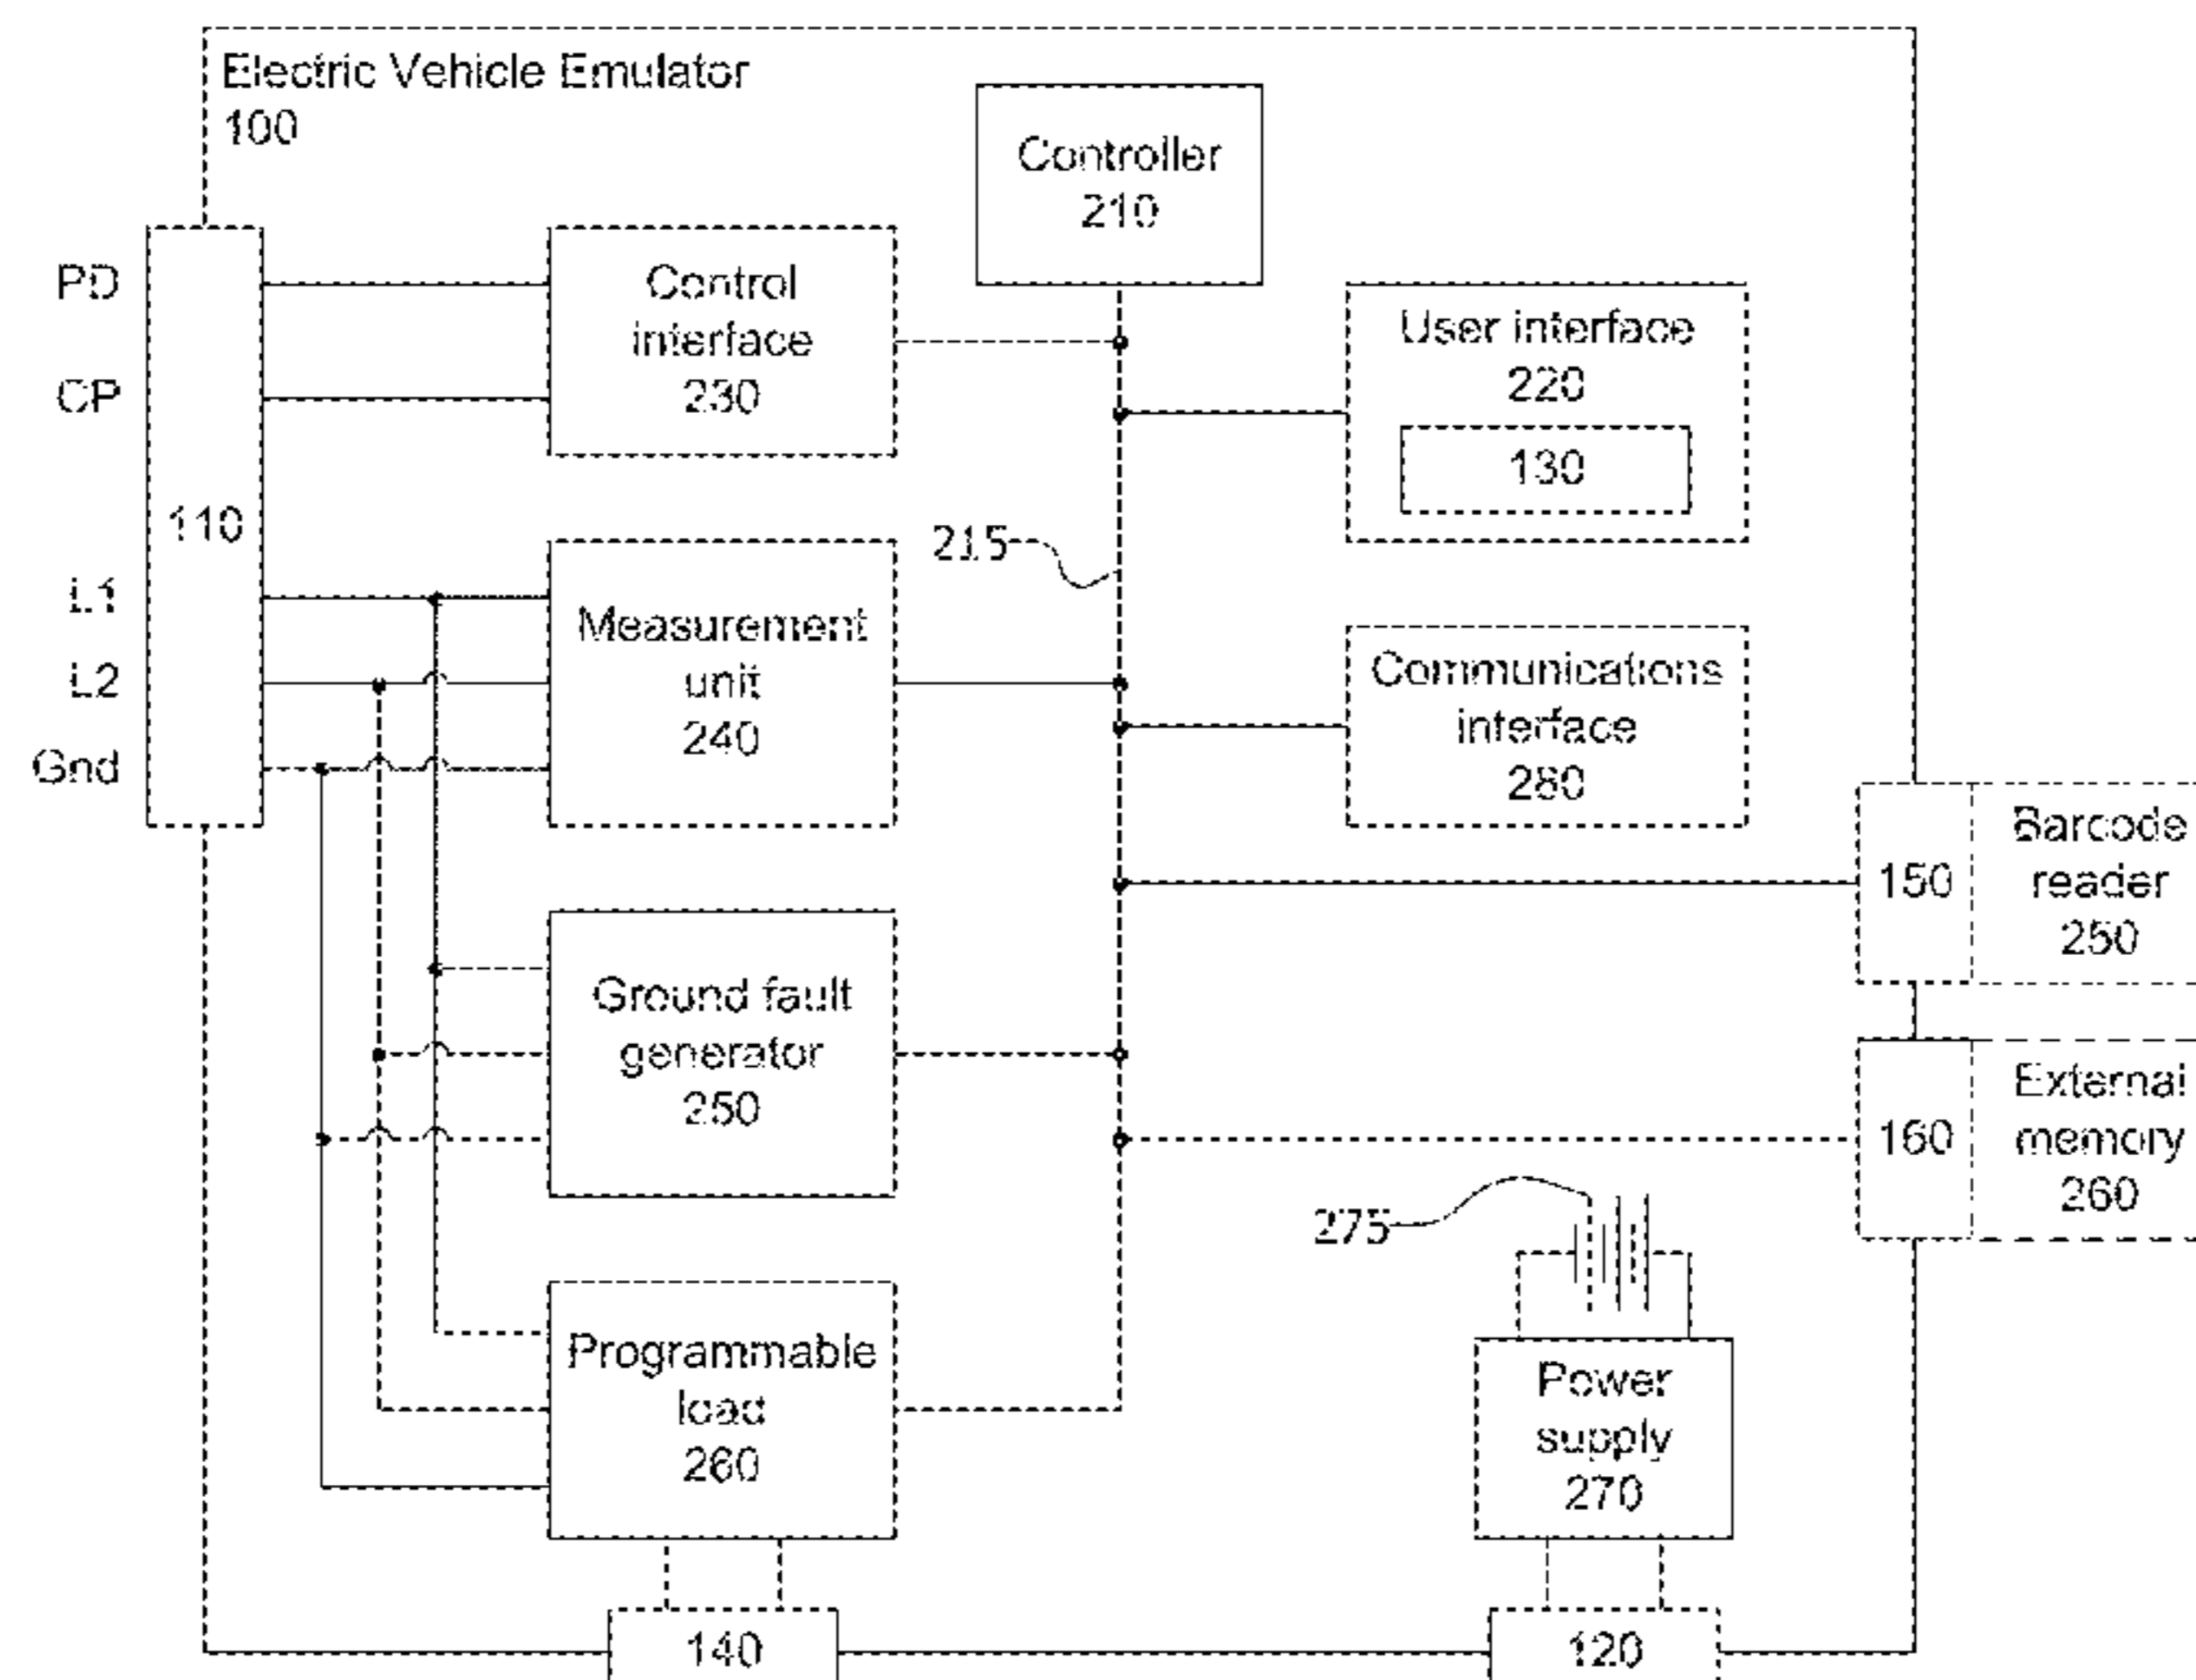 Electric Vehicle Emulator
100
Controller
210
PD
CP
110
L1
L2
Gnd
Control
interface
230
User interface
220
130
215
Measurement
unit
240
Communications
interface
280
Barcode
reader
250
150
Ground fault
generator
250
External
memory
260
160
275
Programmable
load
260
Power
supply
270
140
120